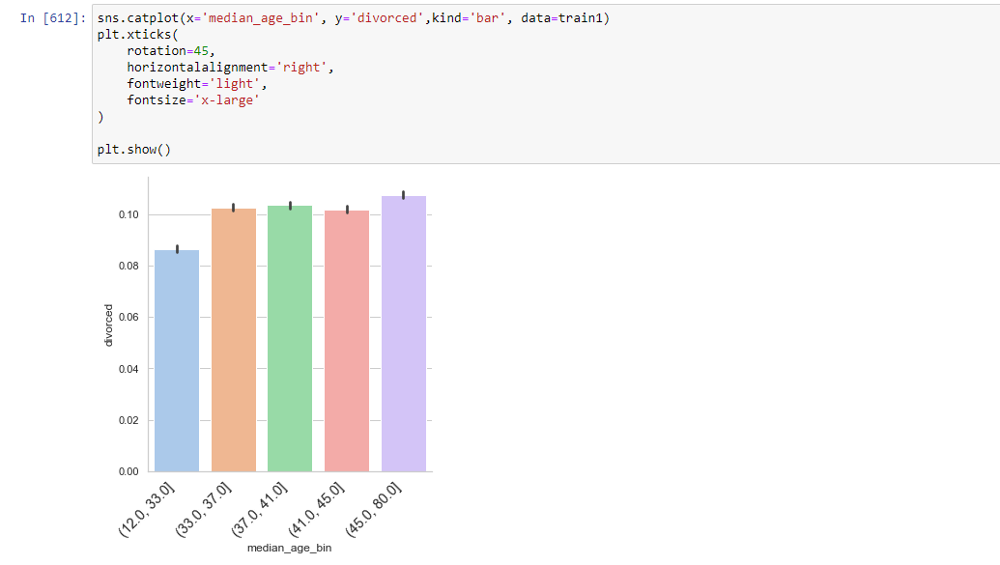 In [612]: sns.catplot(x='median_age_bin', y='divorced',kind='bar', data=train1)
plt.xticks(
    rotation=45,
    horizontalalignment='right',
    fontweight='light',
    fontsize='x-large'
)
plt.show()
0.10
0.08
0.06
0.04
0.02
0.00
divorced
(12.0, 33.0]
(33.0, 37.0]
(37.0, 41.0]
(41.0, 45.0]
(45.0, 80.0]
median_age_bin